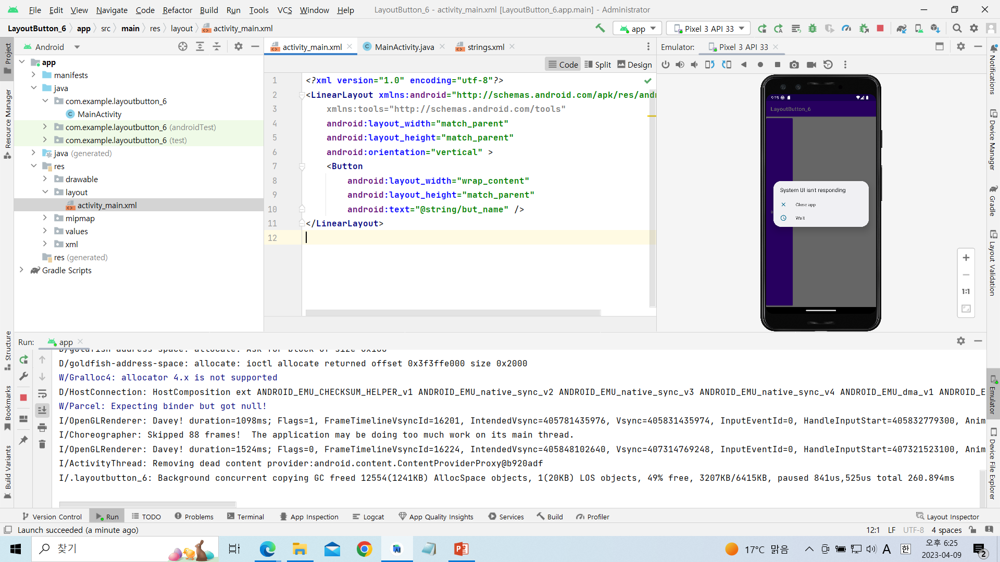 File Edit View Navigate Code Refactor Build Run Tools VCS Window Help LayoutButton_6 - activity_main.xml [LayoutButton_6.app.main] - Administrator
LayoutButton_6 app src main res layout activity_main.xml app Pixel 3 API 33
Android
app
manifests
java
com.example.layoutbutton_6
MainActivity
com.example.layoutbutton_6 (androidTest)
com.example.layoutbutton_6 (test)
java (generated)
res
drawable
layout
activity_main.xml
mipmap
values
xml
res (generated)
Gradle Scripts
Project
Resource Manager
Structure
Bookmarks
Build Variants
activity_main.xml MainActivity.java strings.xml
Code Split Design
1 <?xml version="1.0" encoding="utf-8"?>
2 <LinearLayout xmlns:android="http://schemas.android.com/apk/res/and
3 xmlns:tools="http://schemas.android.com/tools"
4 android:layout_width="match_parent"
5 android:layout_height="match_parent"
6 android:orientation="vertical" >
7 <Button
8 android:layout_width="wrap_content"
9 android:layout_height="match_parent"
10 android:text="@string/but_name" />
11 </LinearLayout>
12
Emulator: Pixel 3 API 33
9:25
LayoutButton_6
System UI isn't responding
Close app
Wait
1:1
Notifications
Device Manager
Gradle
Layout Validation
Emulator
Device File Explorer
Run: app
D/goldfish-address-space: allocate: Ask for block of size 0x100
D/goldfish-address-space: allocate: ioctl allocate returned offset 0x3f3ffe000 size 0x2000
W/Gralloc4: allocator 4.x is not supported
D/HostConnection: HostComposition ext ANDROID_EMU_CHECKSUM_HELPER_v1 ANDROID_EMU_native_sync_v2 ANDROID_EMU_native_sync_v3 ANDROID_EMU_native_sync_v4 ANDROID_EMU_dma_v1 ANDROID_E
W/Parcel: Expecting binder but got null!
I/OpenGLRenderer: Davey! duration=1098ms; Flags=1, FrameTimelineVsyncId=16201, IntendedVsync=405781435976, Vsync=405831435974, InputEventId=0, HandleInputStart=405832779300, Anim
I/Choreographer: Skipped 88 frames!  The application may be doing too much work on its main thread.
I/OpenGLRenderer: Davey! duration=1524ms; Flags=0, FrameTimelineVsyncId=16224, IntendedVsync=405848102640, Vsync=407314769248, InputEventId=0, HandleInputStart=407321523100, Anim
I/ActivityThread: Removing dead content provider:android.content.ContentProviderProxy@b920adf
I/.layoutbutton_6: Background concurrent copying GC freed 12554(1241KB) AllocSpace objects, 1(20KB) LOS objects, 49% free, 3207KB/6415KB, paused 841us,525us total 260.894ms
Version Control Run TODO Problems Terminal App Inspection Logcat App Quality Insights Services Build Profiler Layout Inspector
Launch succeeded (a minute ago) 12:1 LF UTF-8 4 spaces
찾기 17°C 맑음 A 한 오후 6:25
2023-04-09 2